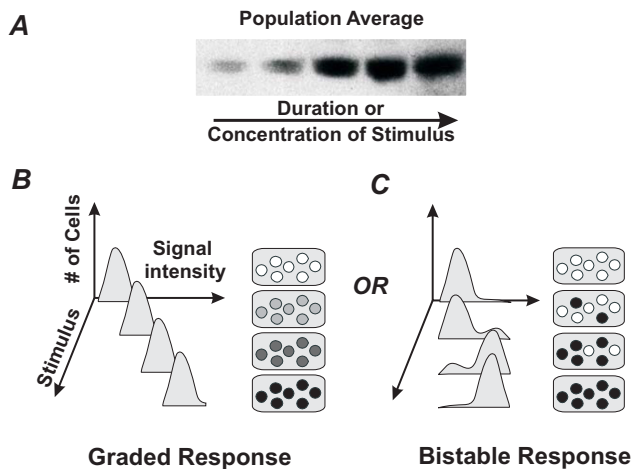 A
Population Average
Duration or
Concentration of Stimulus
B
# of Cells
Signal
intensity
Stimulus
Graded Response
OR
C
Bistable Response